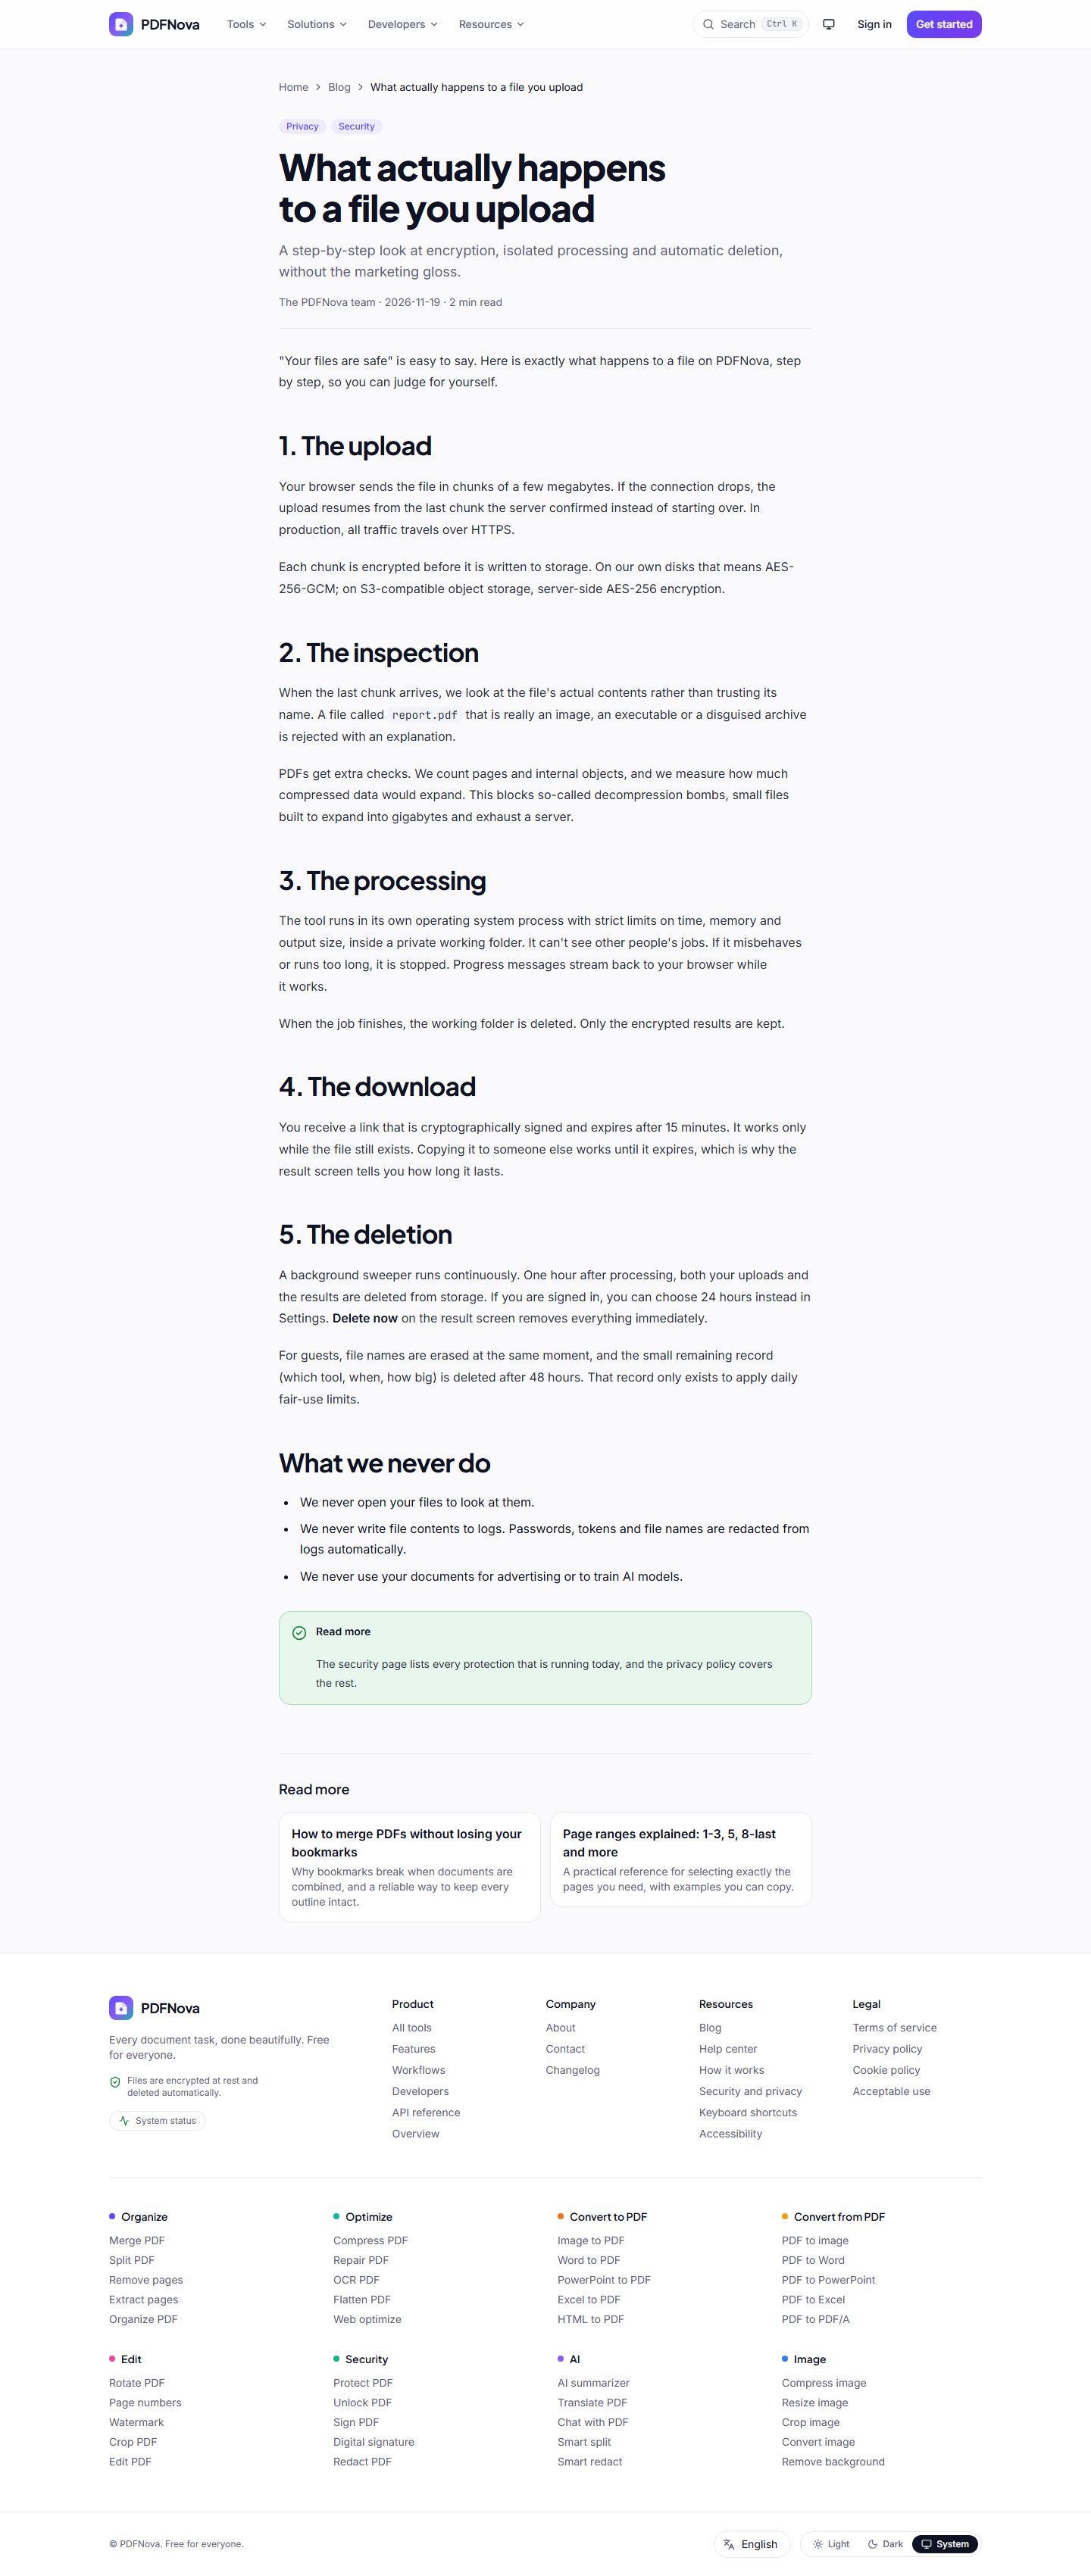 PDFNova
Tools
Solutions
Developers
Resources
Search
Ctrl K
Sign in
Get started
Home
Blog
What actually happens to a file you upload
Privacy
Security
What actually happens
to a file you upload
A step-by-step look at encryption, isolated processing and automatic deletion,
without the marketing gloss.
The PDFNova team · 2026-11-19 · 2 min read
"Your files are safe" is easy to say. Here is exactly what happens to a file on PDFNova, step
by step, so you can judge for yourself.
1. The upload
Your browser sends the file in chunks of a few megabytes. If the connection drops, the
upload resumes from the last chunk the server confirmed instead of starting over. In
production, all traffic travels over HTTPS.
Each chunk is encrypted before it is written to storage. On our own disks that means AES-
256-GCM; on S3-compatible object storage, server-side AES-256 encryption.
2. The inspection
When the last chunk arrives, we look at the file's actual contents rather than trusting its
name. A file called report.pdf that is really an image, an executable or a disguised archive
is rejected with an explanation.
PDFs get extra checks. We count pages and internal objects, and we measure how much
compressed data would expand. This blocks so-called decompression bombs, small files
built to expand into gigabytes and exhaust a server.
3. The processing
The tool runs in its own operating system process with strict limits on time, memory and
output size, inside a private working folder. It can't see other people's jobs. If it misbehaves
or runs too long, it is stopped. Progress messages stream back to your browser while
it works.
When the job finishes, the working folder is deleted. Only the encrypted results are kept.
4. The download
You receive a link that is cryptographically signed and expires after 15 minutes. It works only
while the file still exists. Copying it to someone else works until it expires, which is why the
result screen tells you how long it lasts.
5. The deletion
A background sweeper runs continuously. One hour after processing, both your uploads and
the results are deleted from storage. If you are signed in, you can choose 24 hours instead in
Settings. Delete now on the result screen removes everything immediately.
For guests, file names are erased at the same moment, and the small remaining record
(which tool, when, how big) is deleted after 48 hours. That record only exists to apply daily
fair-use limits.
What we never do
• We never open your files to look at them.
• We never write file contents to logs. Passwords, tokens and file names are redacted from
logs automatically.
• We never use your documents for advertising or to train AI models.
Read more
The security page lists every protection that is running today, and the privacy policy covers
the rest.
Read more
How to merge PDFs without losing your
bookmarks
Why bookmarks break when documents are
combined, and a reliable way to keep every
outline intact.
Page ranges explained: 1-3, 5, 8-last
and more
A practical reference for selecting exactly the
pages you need, with examples you can copy.
PDFNova
Every document task, done beautifully. Free
for everyone.
Files are encrypted at rest and
deleted automatically.
System status
Product
All tools
Features
Workflows
Developers
API reference
Overview
Company
About
Contact
Changelog
Resources
Blog
Help center
How it works
Security and privacy
Keyboard shortcuts
Accessibility
Legal
Terms of service
Privacy policy
Cookie policy
Acceptable use
Organize
Merge PDF
Split PDF
Remove pages
Extract pages
Organize PDF
Optimize
Compress PDF
Repair PDF
OCR PDF
Flatten PDF
Web optimize
Convert to PDF
Image to PDF
Word to PDF
PowerPoint to PDF
Excel to PDF
HTML to PDF
Convert from PDF
PDF to image
PDF to Word
PDF to PowerPoint
PDF to Excel
PDF to PDF/A
Edit
Rotate PDF
Page numbers
Watermark
Crop PDF
Edit PDF
Security
Protect PDF
Unlock PDF
Sign PDF
Digital signature
Redact PDF
AI
AI summarizer
Translate PDF
Chat with PDF
Smart split
Smart redact
Image
Compress image
Resize image
Crop image
Convert image
Remove background
© PDFNova. Free for everyone.
English
Light
Dark
System